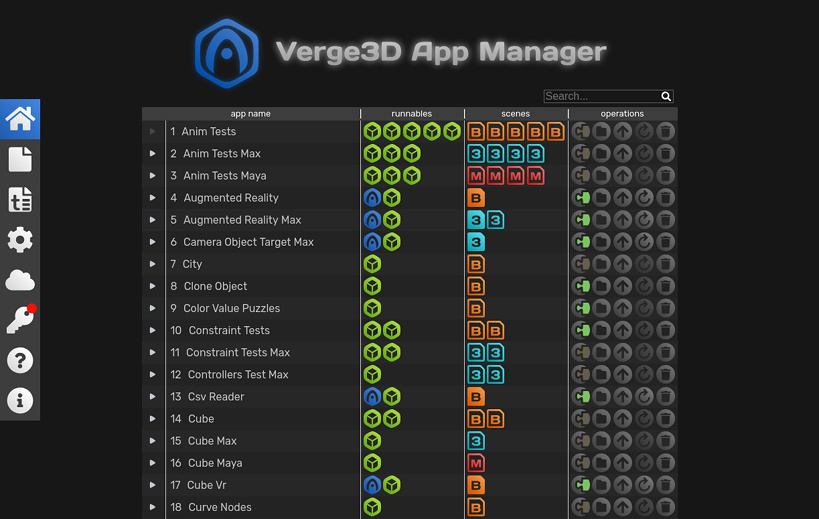 Verge3D App Manager
Search...
app name runnables scenes operations
1 Anim Tests B B B B B
2 Anim Tests Max 3 3 3 3
3 Anim Tests Maya M M M M
4 Augmented Reality B
5 Augmented Reality Max 3 3
6 Camera Object Target Max 3
7 City B
8 Clone Object B
9 Color Value Puzzles B
10 Constraint Tests B B
11 Constraint Tests Max 3 3
12 Controllers Test Max 3 3
13 Csv Reader B
14 Cube B B
15 Cube Max 3
16 Cube Maya M
17 Cube Vr B
18 Curve Nodes B